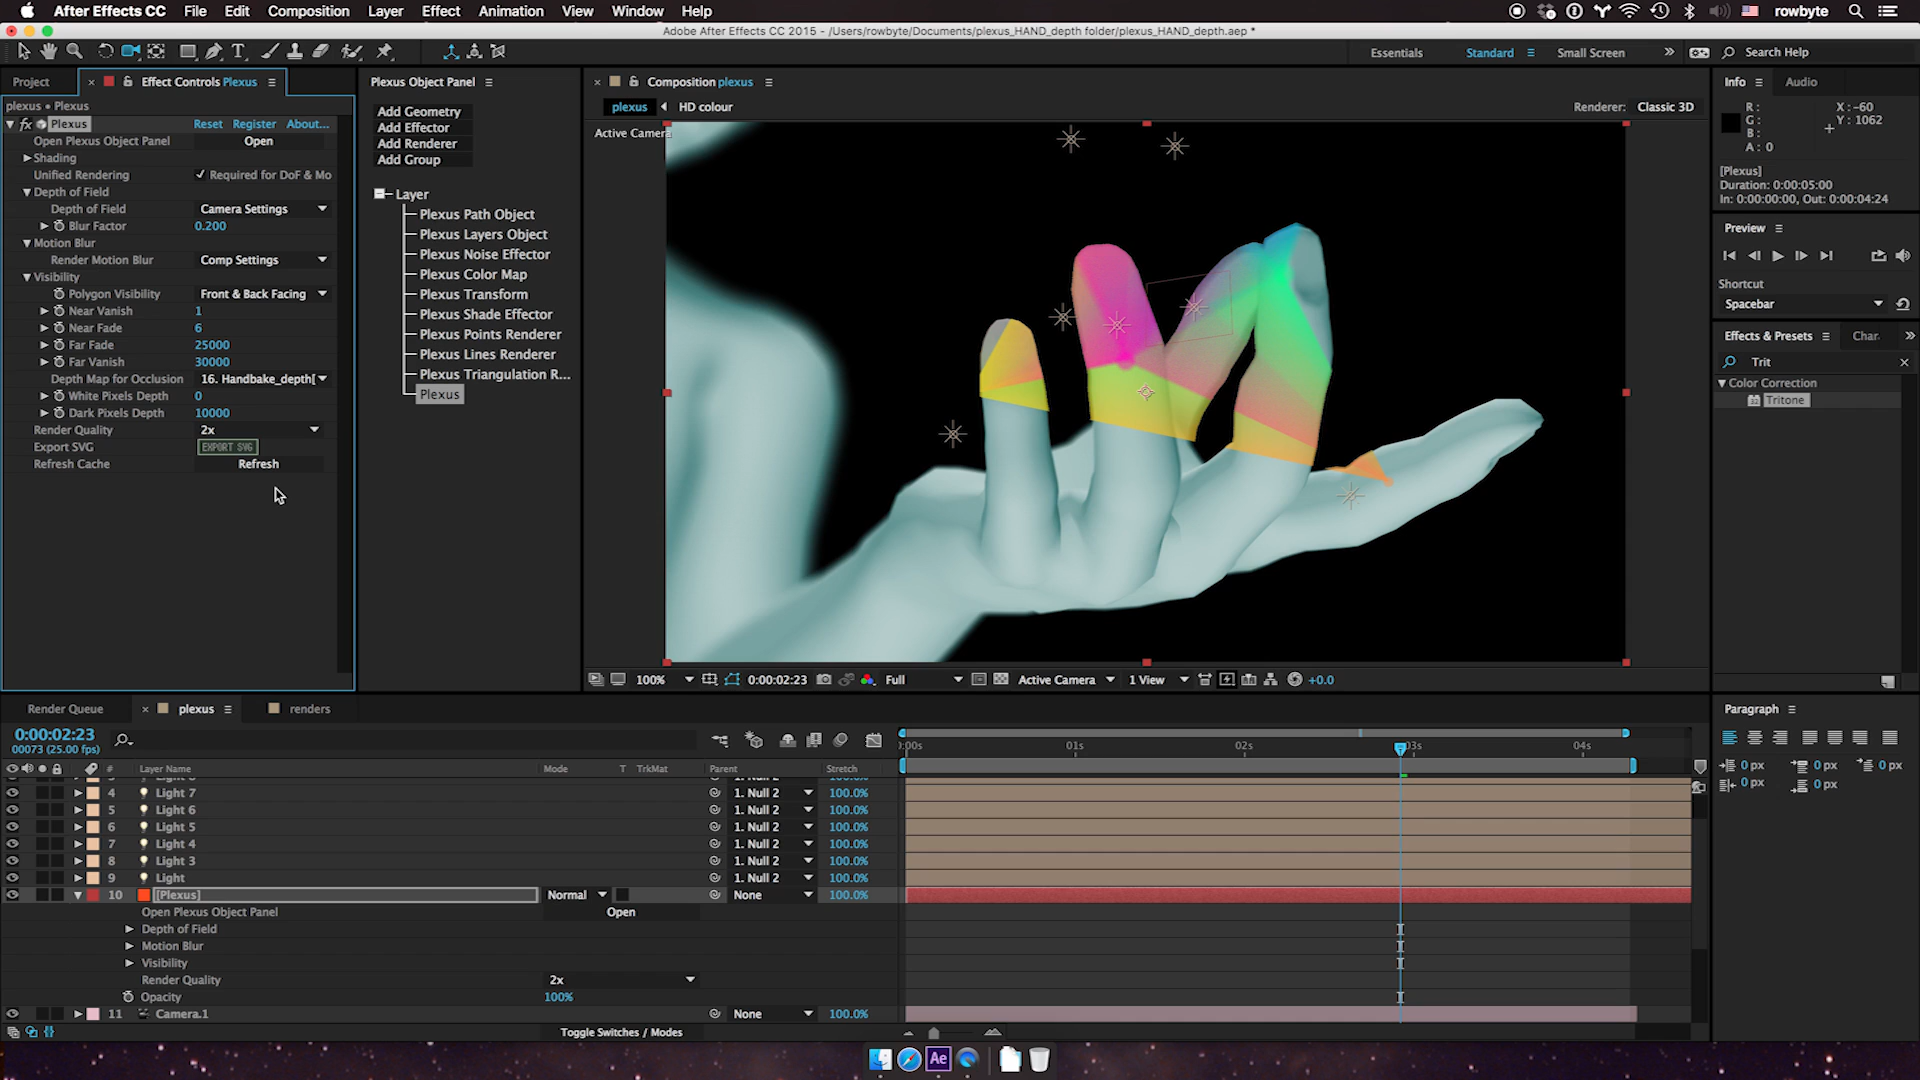 After Effects CC File Edit Composition Layer Effect Animation View Window Help rowbyte
Adobe After Effects CC 2015 - /Users/rowbyte/Documents/plexus_HAND_depth folder/plexus_HAND_depth.aep *
Essentials Standard Small Screen Search Help
Project
Effect Controls Plexus
plexus • Plexus
fx Plexus Reset Register About...
Open Plexus Object Panel Open
Shading
Unified Rendering Required for DoF & Mo
Depth of Field
Depth of Field Camera Settings
Blur Factor 0.200
Motion Blur
Render Motion Blur Comp Settings
Visibility
Polygon Visibility Front & Back Facing
Near Vanish 1
Near Fade 6
Far Fade 25000
Far Vanish 30000
Depth Map for Occlusion 16. Handbake_depth[
White Pixels Depth 0
Dark Pixels Depth 10000
Render Quality 2x
Export SVG EXPORT SVG
Refresh Cache Refresh
Plexus Object Panel
Add Geometry
Add Effector
Add Renderer
Add Group
Layer
Plexus Path Object
Plexus Layers Object
Plexus Noise Effector
Plexus Color Map
Plexus Transform
Plexus Shade Effector
Plexus Points Renderer
Plexus Lines Renderer
Plexus Triangulation R...
Plexus
Composition plexus
plexus HD colour
Renderer: Classic 3D
Active Camera
100% 0:00:02:23 Full Active Camera 1 View +0.0
Info Audio
R: X: -60
G: Y: 1062
B:
A: 0
[Plexus]
Duration: 0:00:05:00
In: 0:00:00:00, Out: 0:00:04:24
Preview
Shortcut
Spacebar
Effects & Presets Char
Trit
Color Correction
32 Tritone
Paragraph
0 px 0 px 0 px
0 px 0 px
Render Queue plexus renders
0:00:02:23
00073 (25.00 fps)
:00s 01s 02s 03s 04s
# Layer Name Mode T TrkMat Parent Stretch
4 Light 7 1. Null 2 100.0%
5 Light 6 1. Null 2 100.0%
6 Light 5 1. Null 2 100.0%
7 Light 4 1. Null 2 100.0%
8 Light 3 1. Null 2 100.0%
9 Light 1. Null 2 100.0%
10 [Plexus] Normal None 100.0%
Open Plexus Object Panel Open
Depth of Field
Motion Blur
Visibility
Render Quality 2x
Opacity 100%
11 Camera.1 None 100.0%
Toggle Switches / Modes
Ae